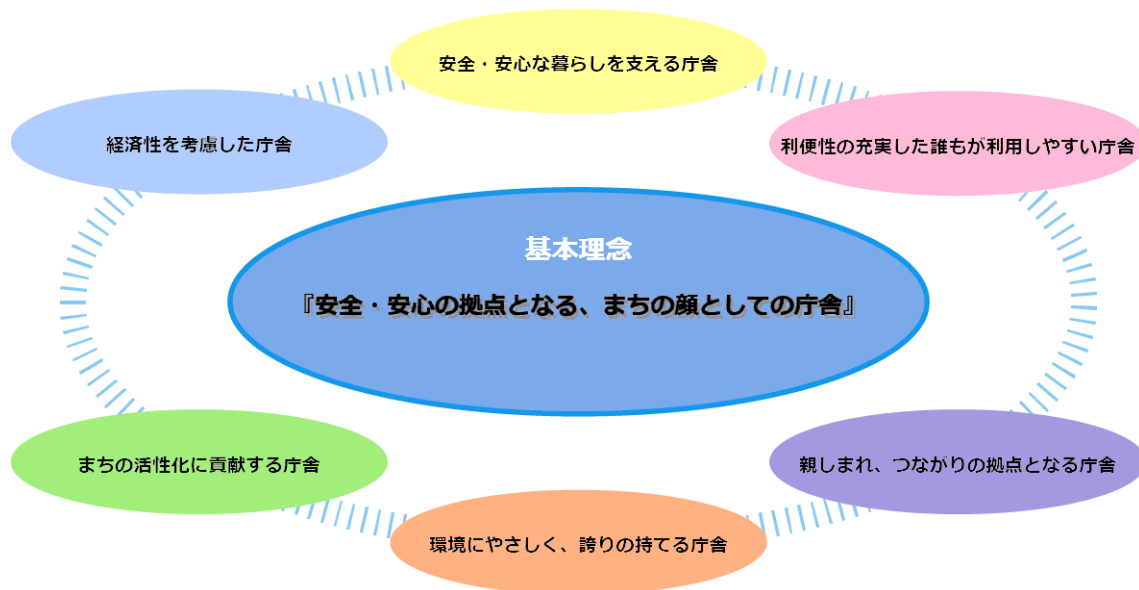 安全・安心な暮らしを支える庁舎
経済性を考慮した庁舎
利便性の充実した誰もが利用しやすい庁舎
基本理念
『安全・安心の拠点となる、まちの顔としての庁舎』
まちの活性化に貢献する庁舎
親しまれ、つながりの拠点となる庁舎
環境にやさしく、誇りの持てる庁舎